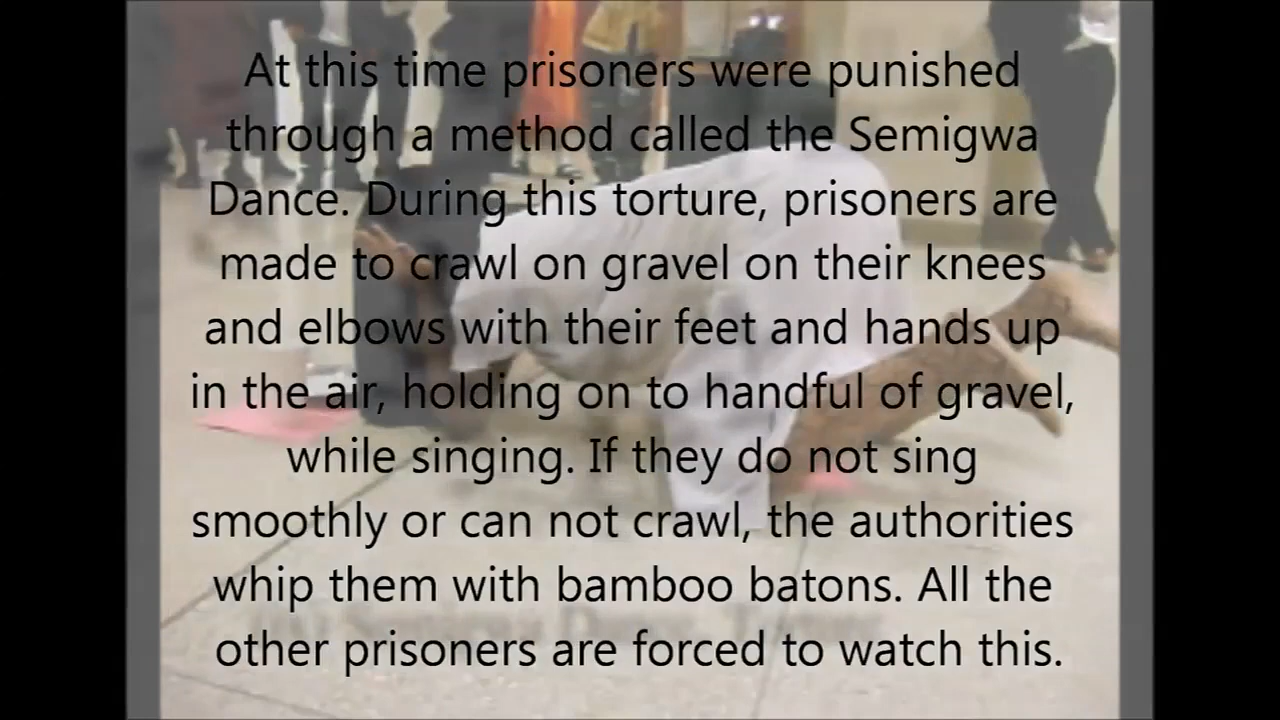 At this time prisoners were punished
through a method called the Semigwa
Dance. During this torture, prisoners are
made to crawl on gravel on their knees
and elbows with their feet and hands up
in the air, holding on to handful of gravel,
while singing. If they do not sing
smoothly or can not crawl, the authorities
whip them with bamboo batons. All the
other prisoners are forced to watch this.